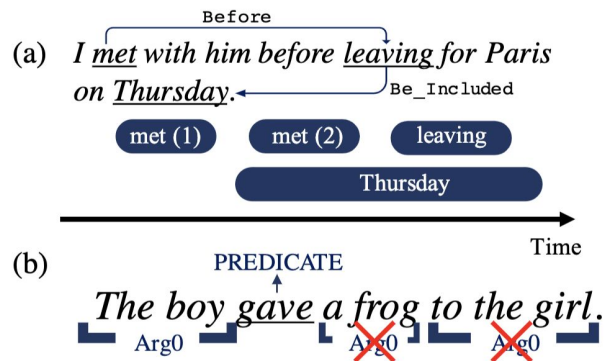 Before
(a) I met with him before leaving for Paris
on Thursday.
Be_Included
met (1) met (2) leaving
Thursday
Time
(b) PREDICATE
The boy gave a frog to the girl.
Arg0 Arg0 Arg0